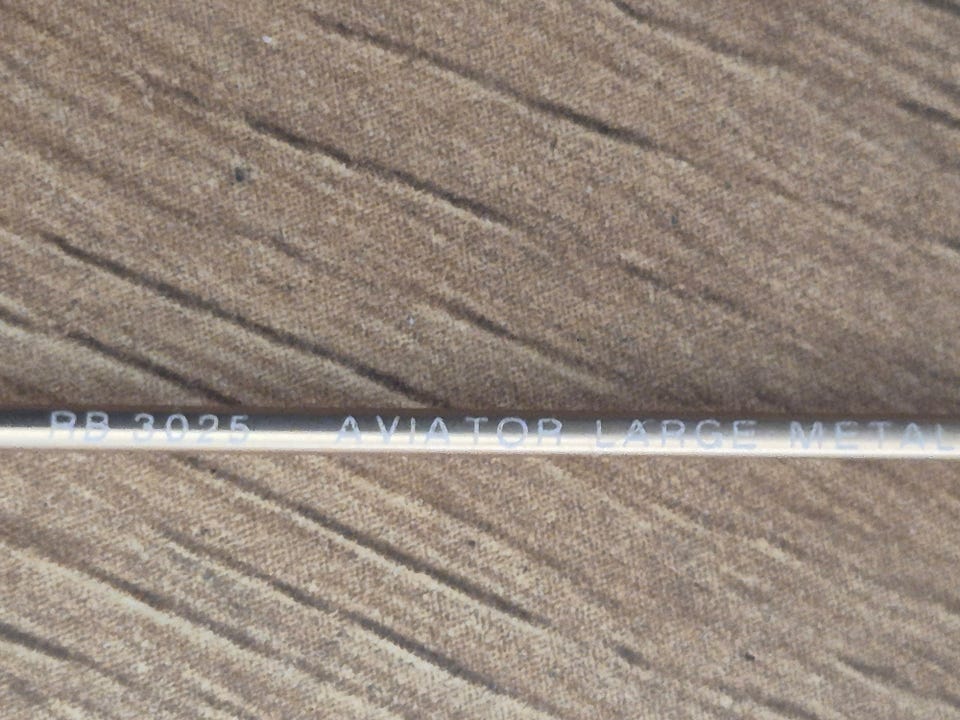 RB 3025 AVIATOR LARGE METAL